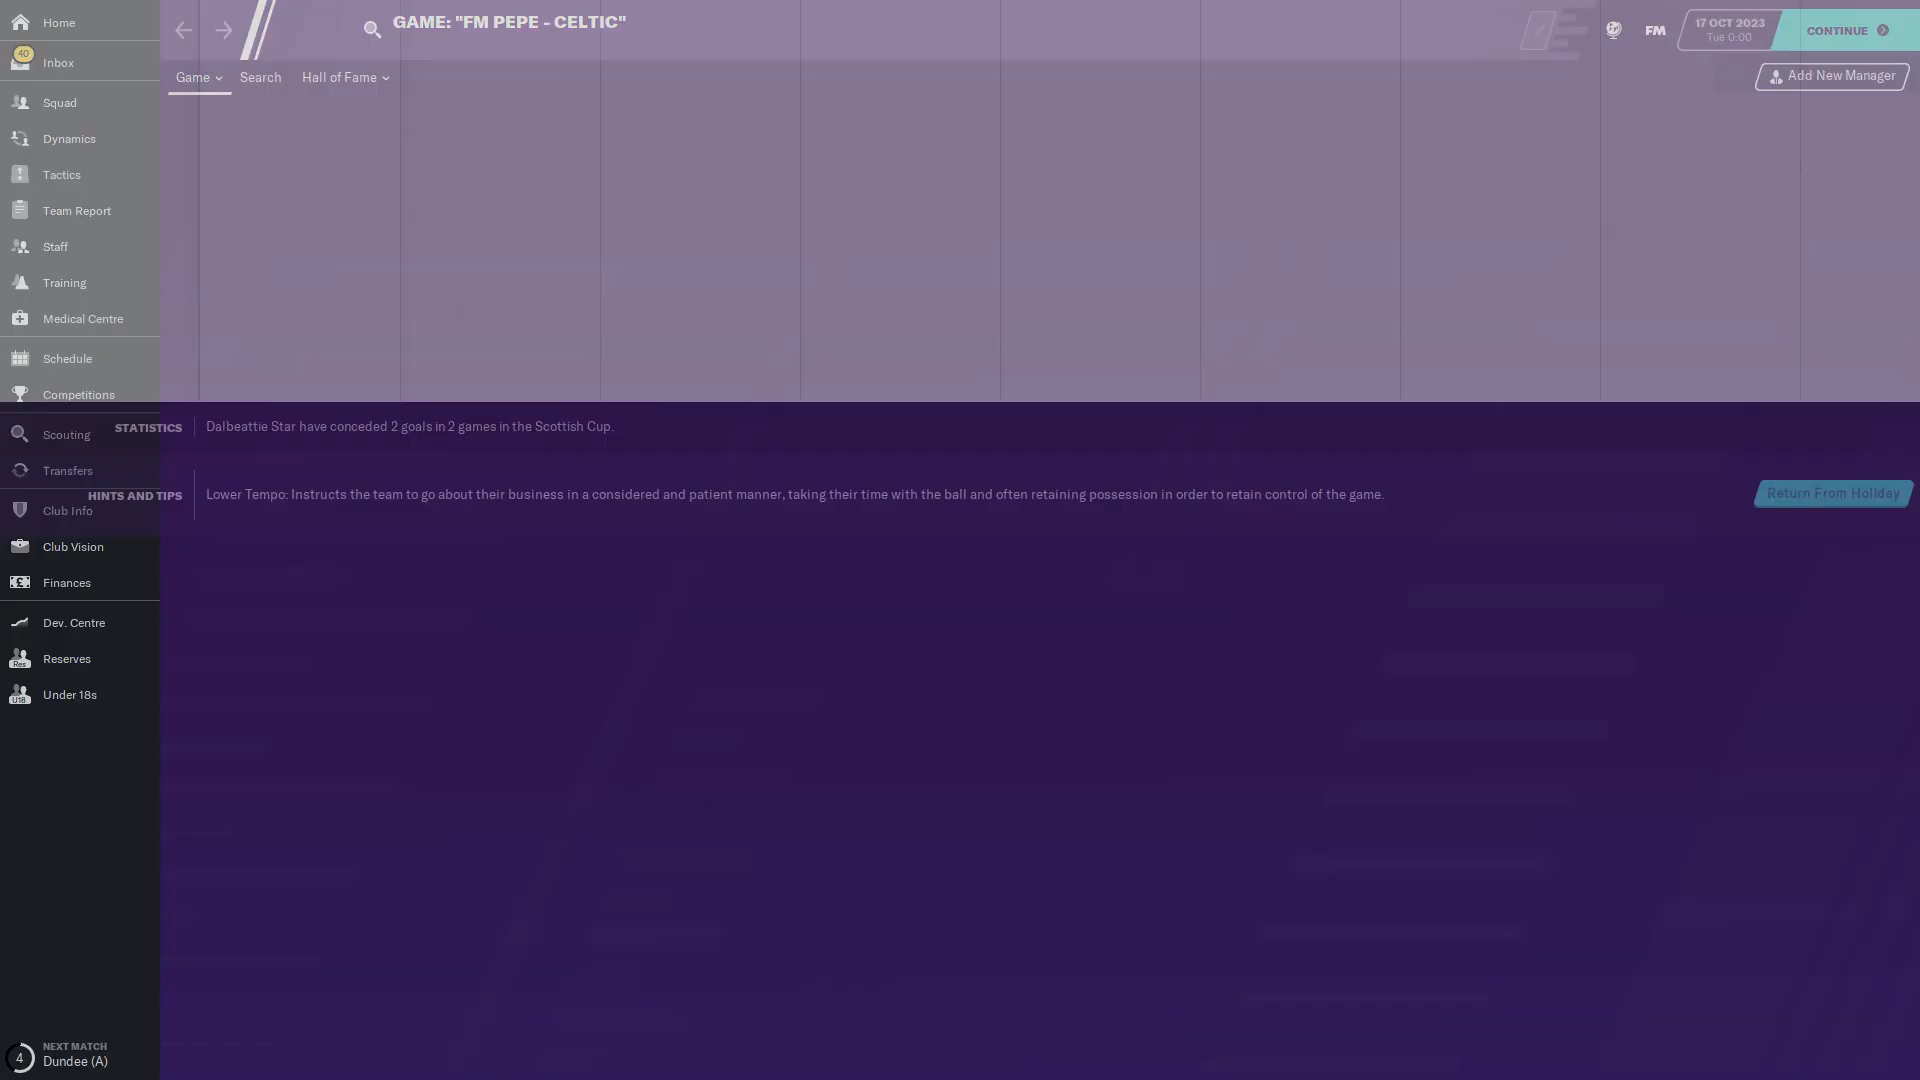 Home
40
Inbox
Squad
Dynamics
Tactics
Team Report
Staff
Training
Medical Centre
Schedule
Competitions
Scouting
Transfers
Club Info
Club Vision
Finances
Dev. Centre
Res
Reserves
U18
Under 18s
4
NEXT MATCH
Dundee (A)
GAME: "FM PEPE - CELTIC"
FM
17 OCT 2023
Tue 0:00
CONTINUE
Game
Search
Hall of Fame
Add New Manager
STATISTICS
Dalbeattie Star have conceded 2 goals in 2 games in the Scottish Cup.
HINTS AND TIPS
Lower Tempo: Instructs the team to go about their business in a considered and patient manner, taking their time with the ball and often retaining possession in order to retain control of the game.
Return From Holiday